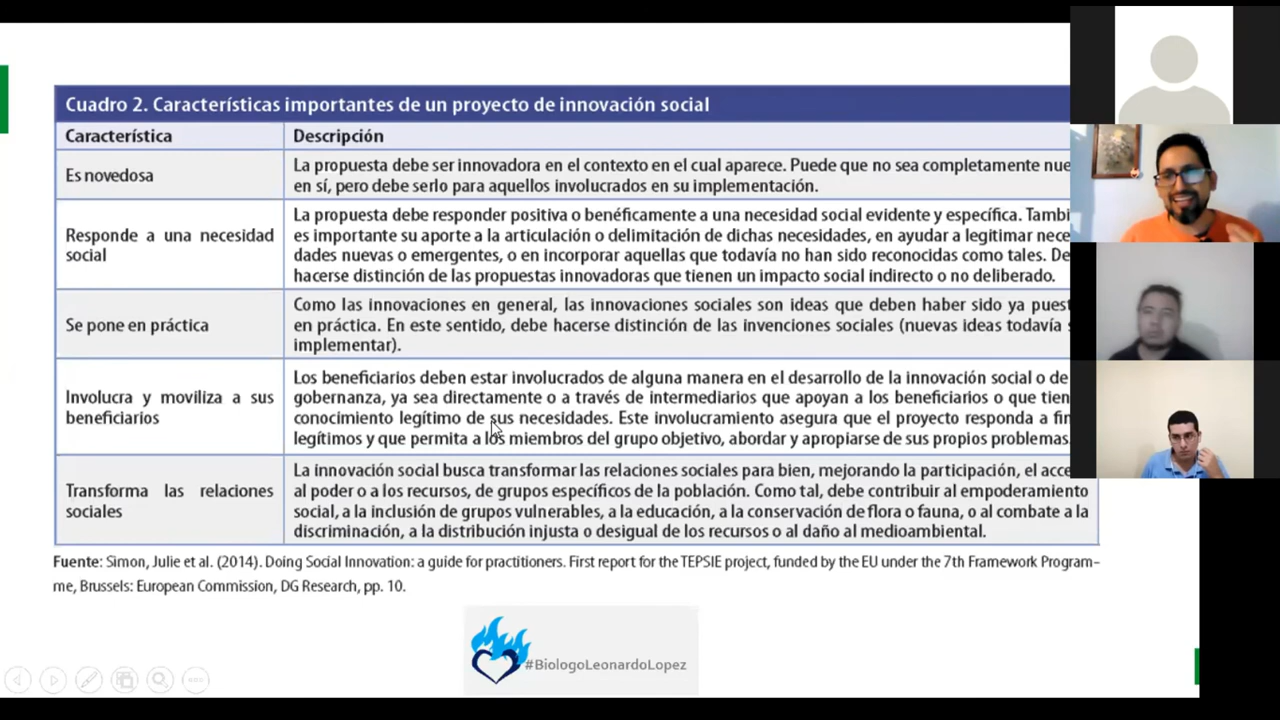 Cuadro 2. Características importantes de un proyecto de innovación social
Característica
Descripción
Es novedosa
La propuesta debe ser innovadora en el contexto en el cual aparece. Puede que no sea completamente nue
en sí, pero debe serlo para aquellos involucrados en su implementación.
Responde a una necesidad
social
La propuesta debe responder positiva o benéficamente a una necesidad social evidente y específica. Tambi
es importante su aporte a la articulación o delimitación de dichas necesidades, en ayudar a legitimar nece
dades nuevas o emergentes, o en incorporar aquellas que todavía no han sido reconocidas como tales. De
hacerse distinción de las propuestas innovadoras que tienen un impacto social indirecto o no deliberado.
Se pone en práctica
Como las innovaciones en general, las innovaciones sociales son ideas que deben haber sido ya puest
en práctica. En este sentido, debe hacerse distinción de las invenciones sociales (nuevas ideas todavía
implementar).
Involucra y moviliza a sus
beneficiarios
Los beneficiarios deben estar involucrados de alguna manera en el desarrollo de la innovación social o de
gobernanza, ya sea directamente o a través de intermediarios que apoyan a los beneficiarios o que tien
conocimiento legítimo de sus necesidades. Este involucramiento asegura que el proyecto responda a fin
legítimos y que permita a los miembros del grupo objetivo, abordar y apropiarse de sus propios problemas.
Transforma las relaciones
sociales
La innovación social busca transformar las relaciones sociales para bien, mejorando la participación, el acce
al poder o a los recursos, de grupos específicos de la población. Como tal, debe contribuir al empoderamiento
social, a la inclusión de grupos vulnerables, a la educación, a la conservación de flora o fauna, o al combate a la
discriminación, a la distribución injusta o desigual de los recursos o al daño al medioambiental.
Fuente: Simon, Julie et al. (2014). Doing Social Innovation: a guide for practitioners. First report for the TEPSIE project, funded by the EU under the 7th Framework Program-
me, Brussels: European Commission, DG Research, pp. 10.
#BiologoLeonardoLopez